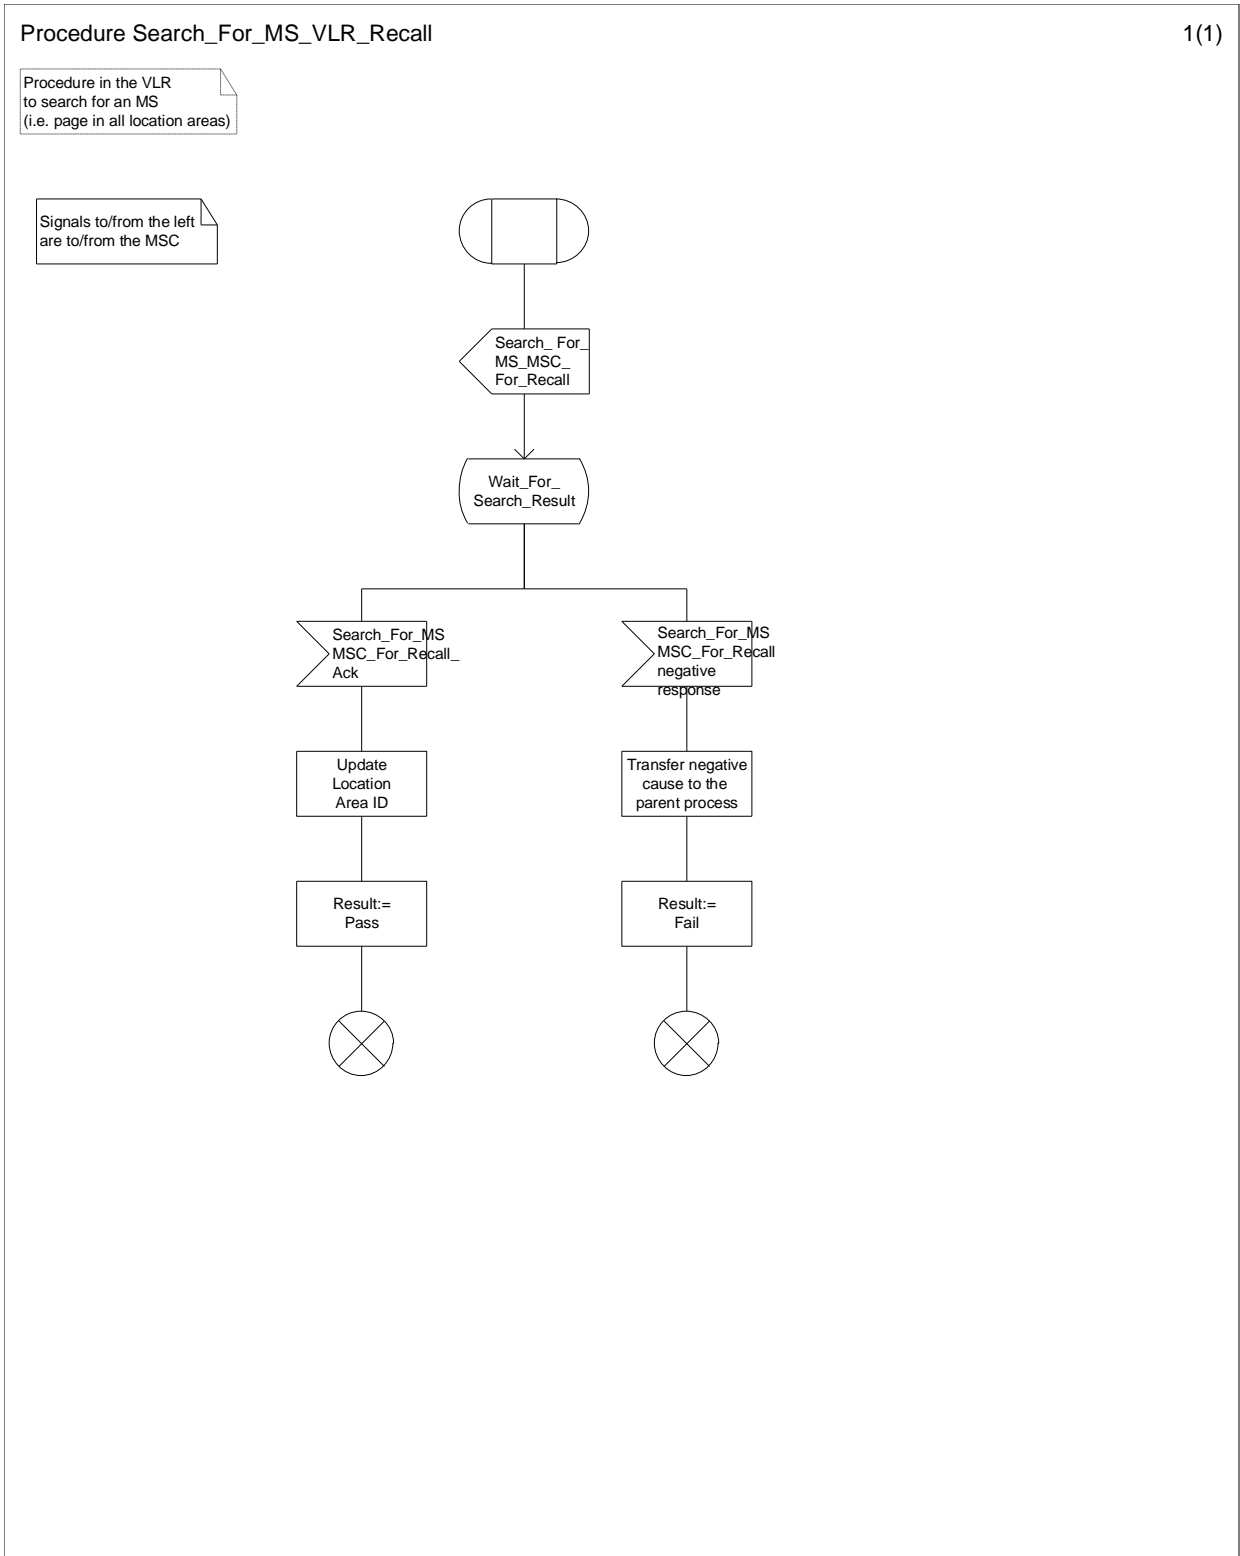 Procedure Search_For_MS_VLR_Recall
1(1)
Procedure in the VLR
to search for an MS
(i.e. page in all location areas)
Signals to/from the left
are to/from the MSC
Search_ For_
MS_MSC_
For_Recall
Wait_For_
Search_Result
Search_For_MS
MSC_For_Recall_
Ack
Search_For_MS
MSC_For_Recall
negative
response
Update
Location
Area ID
Transfer negative
cause to the
parent process
Result:=
Pass
Result:=
Fail